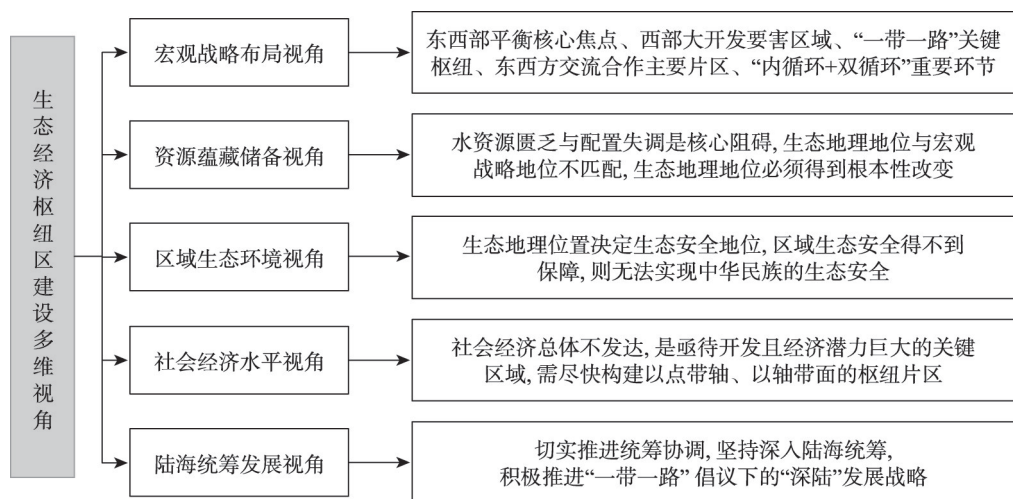 生态经济枢纽区建设多维视角
宏观战略布局视角
东西部平衡核心焦点、西部大开发要害区域、“一带一路”关键
枢纽、东西方交流合作主要片区、“内循环+双循环”重要环节
资源蕴藏储备视角
水资源匮乏与配置失调是核心阻碍, 生态地理地位与宏观
战略地位不匹配, 生态地理地位必须得到根本性改变
区域生态环境视角
生态地理位置决定生态安全地位, 区域生态安全得不到
保障, 则无法实现中华民族的生态安全
社会经济水平视角
社会经济总体不发达, 是亟待开发且经济潜力巨大的关键
区域, 需尽快构建以点带轴、以轴带面的枢纽片区
陆海统筹发展视角
切实推进统筹协调, 坚持深入陆海统筹,
积极推进“一带一路” 倡议下的“深陆”发展战略